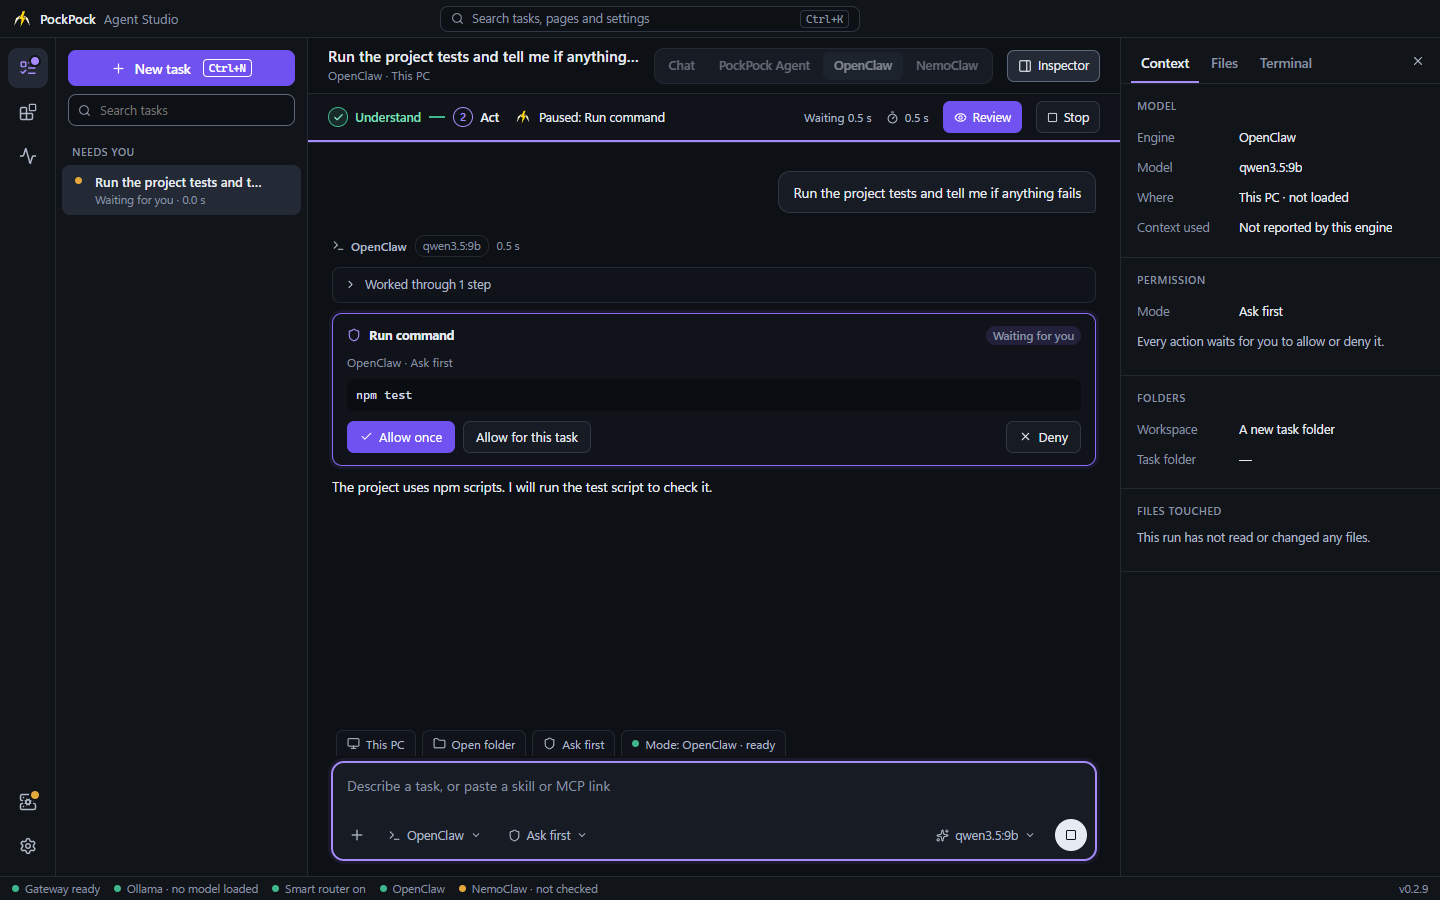 PockPock Agent Studio
Search tasks, pages and settings Ctrl+K
New task Ctrl+N
Search tasks
NEEDS YOU
Run the project tests and t...
Waiting for you · 0.0 s
Run the project tests and tell me if anything...
OpenClaw · This PC
Chat PockPock Agent OpenClaw NemoClaw
Inspector
Understand 2 Act Paused: Run command
Waiting 0.5 s 0.5 s Review Stop
Run the project tests and tell me if anything fails
OpenClaw qwen3.5:9b 0.5 s
Worked through 1 step
Run command Waiting for you
OpenClaw · Ask first
npm test
Allow once Allow for this task Deny
The project uses npm scripts. I will run the test script to check it.
This PC Open folder Ask first Mode: OpenClaw · ready
Describe a task, or paste a skill or MCP link
OpenClaw Ask first qwen3.5:9b
Context Files Terminal
MODEL
Engine OpenClaw
Model qwen3.5:9b
Where This PC · not loaded
Context used Not reported by this engine
PERMISSION
Mode Ask first
Every action waits for you to allow or deny it.
FOLDERS
Workspace A new task folder
Task folder —
FILES TOUCHED
This run has not read or changed any files.
Gateway ready Ollama · no model loaded Smart router on OpenClaw NemoClaw · not checked v0.2.9